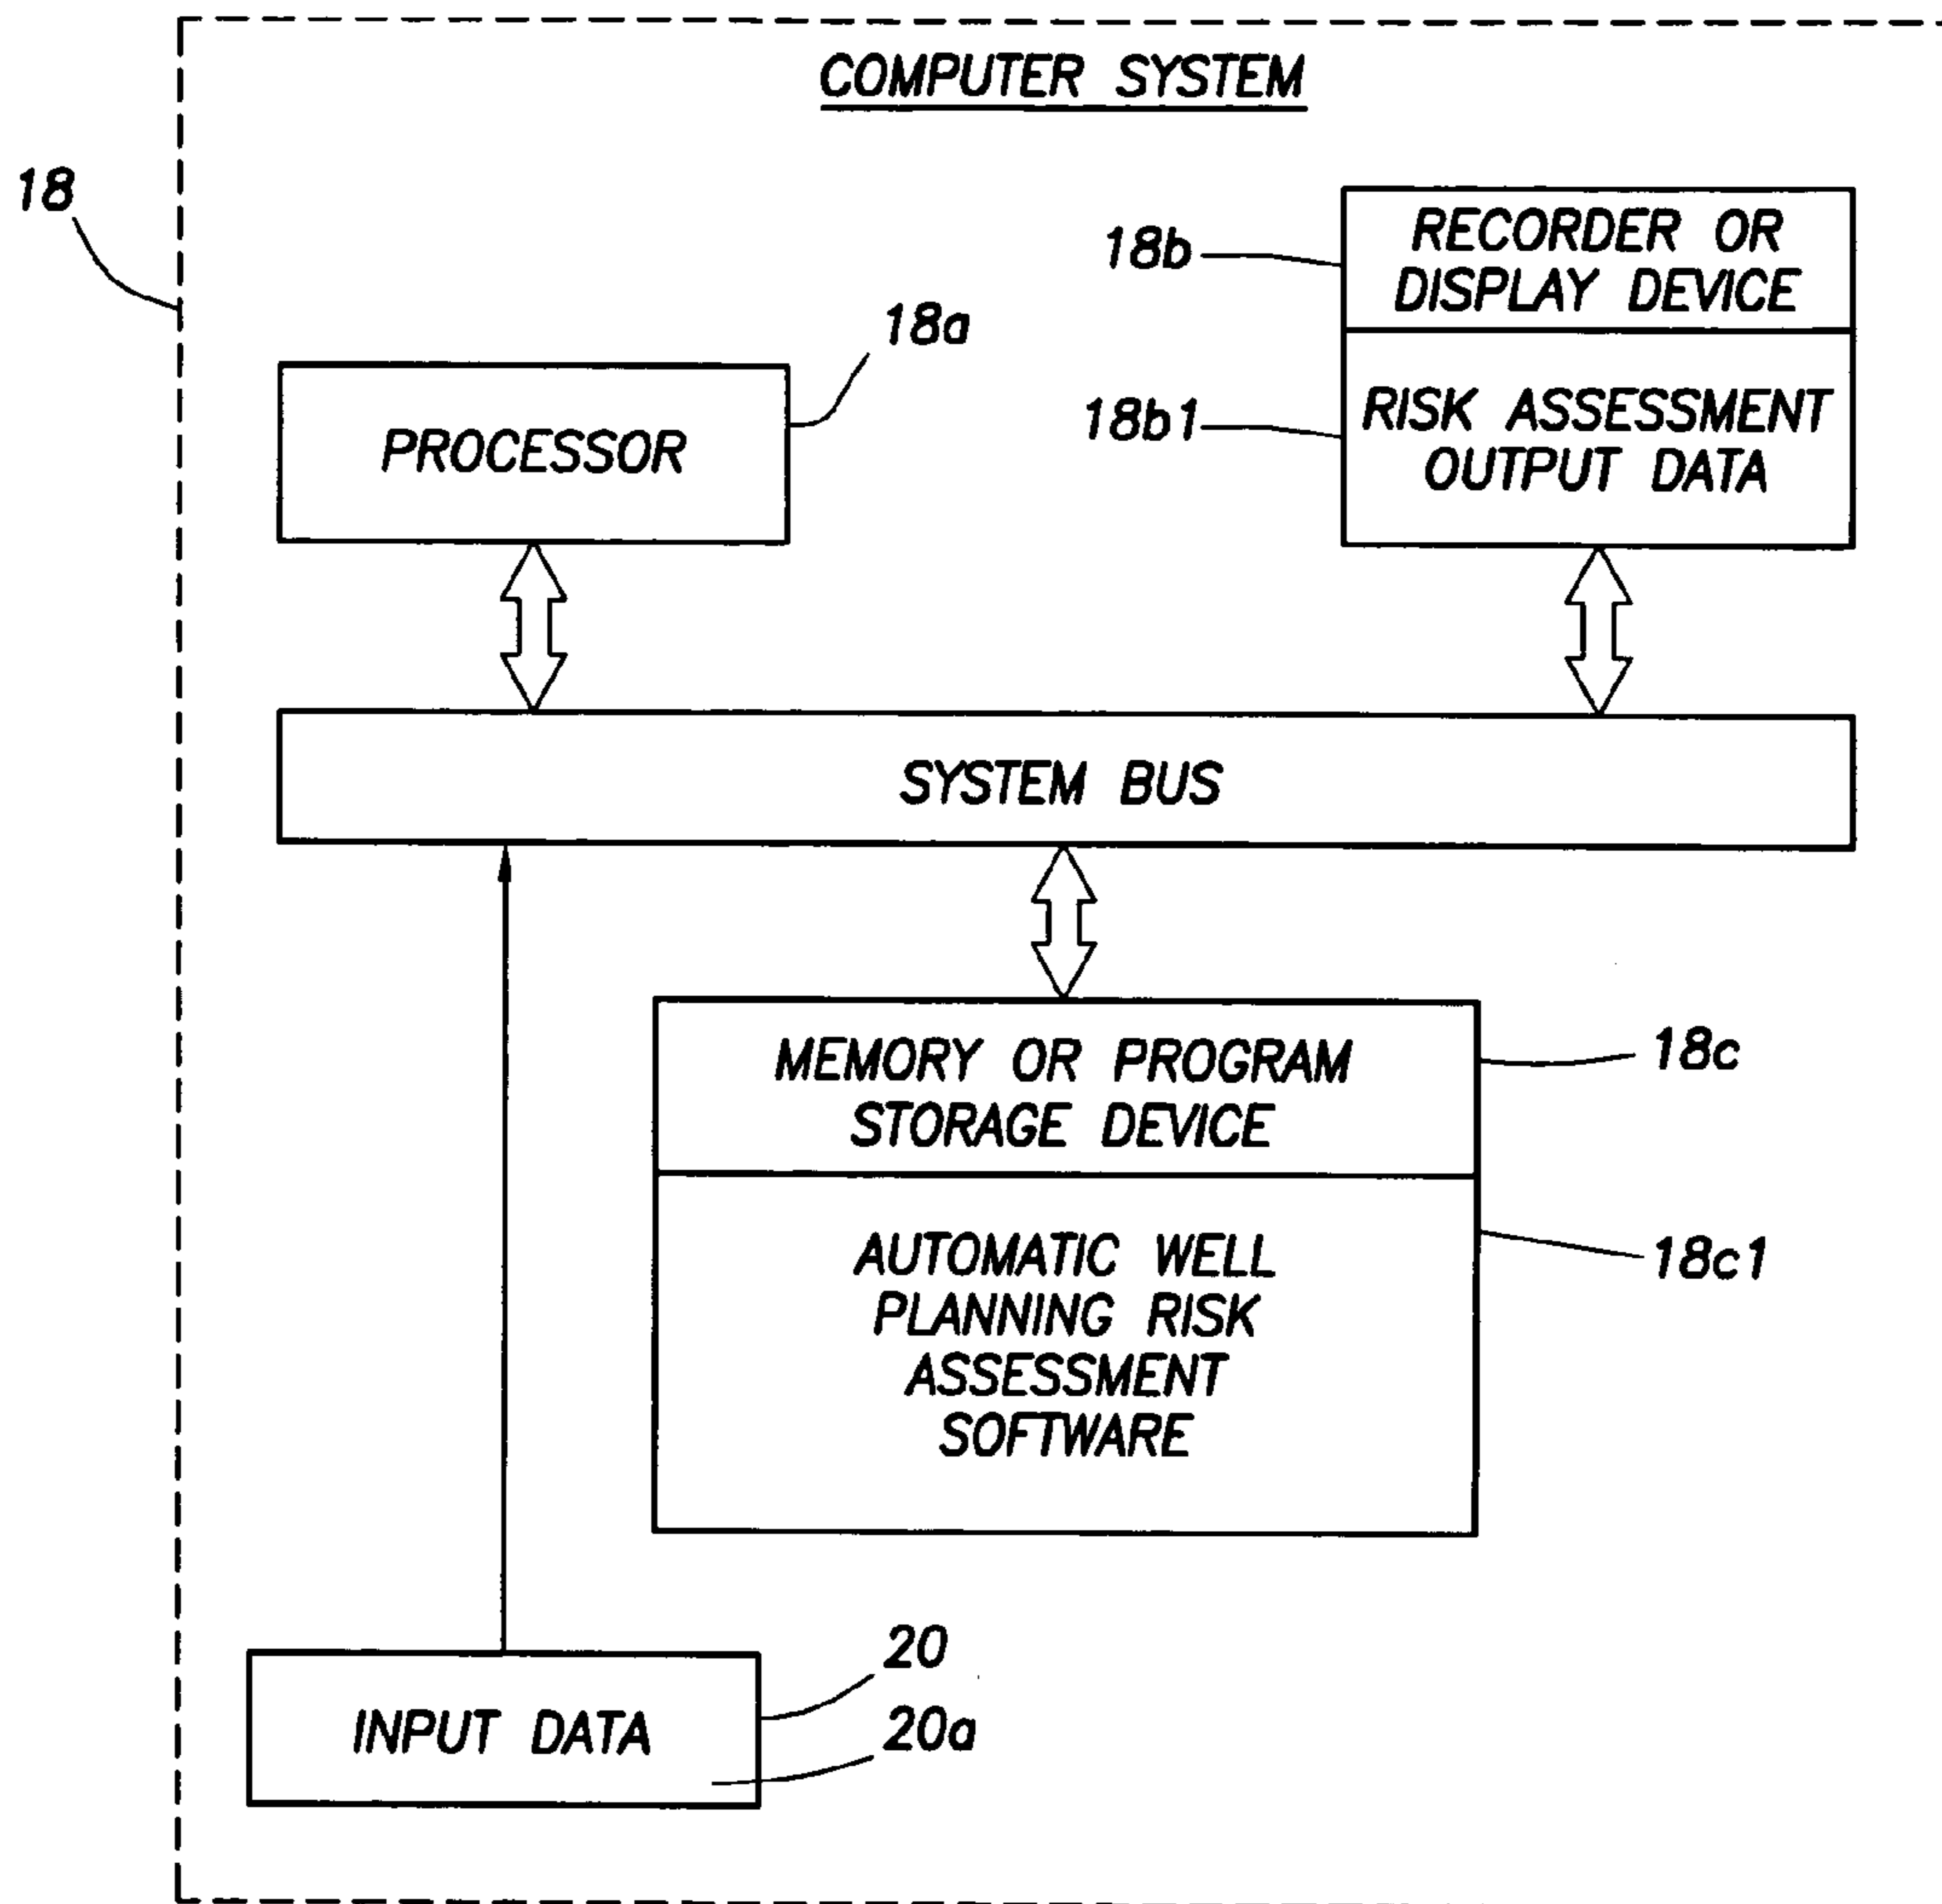 COMPUTER SYSTEM
18
18b
RECORDER OR
DISPLAY DEVICE
18a
18b1
RISK ASSESSMENT
OUTPUT DATA
PROCESSOR
SYSTEM BUS
MEMORY OR PROGRAM
STORAGE DEVICE
18c
AUTOMATIC WELL
PLANNING RISK
ASSESSMENT
SOFTWARE
18c1
20
INPUT DATA
20a